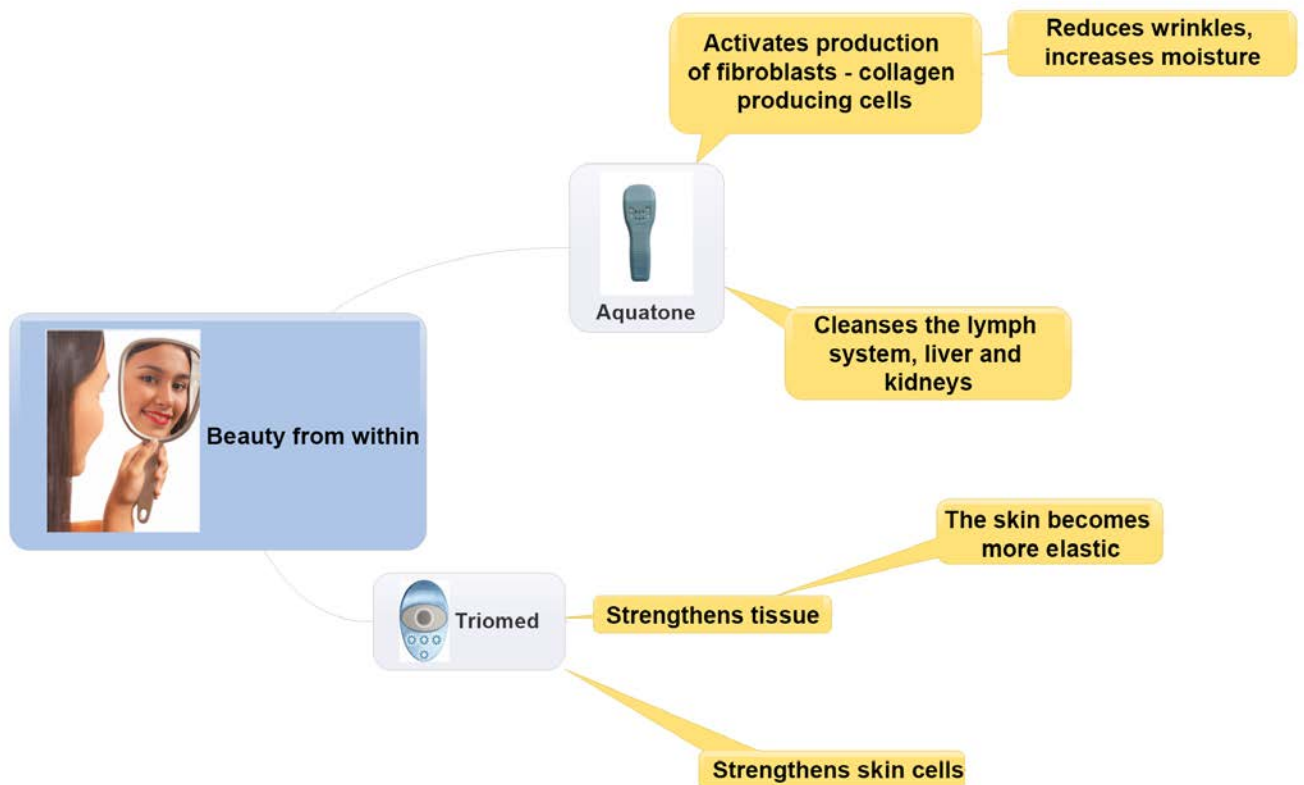 Activates production
of fibroblasts - collagen
producing cells
Reduces wrinkles,
increases moisture
Aquatone
Cleanses the lymph
system, liver and
kidneys
Beauty from within
The skin becomes
more elastic
Triomed
Strengthens tissue
Strengthens skin cells